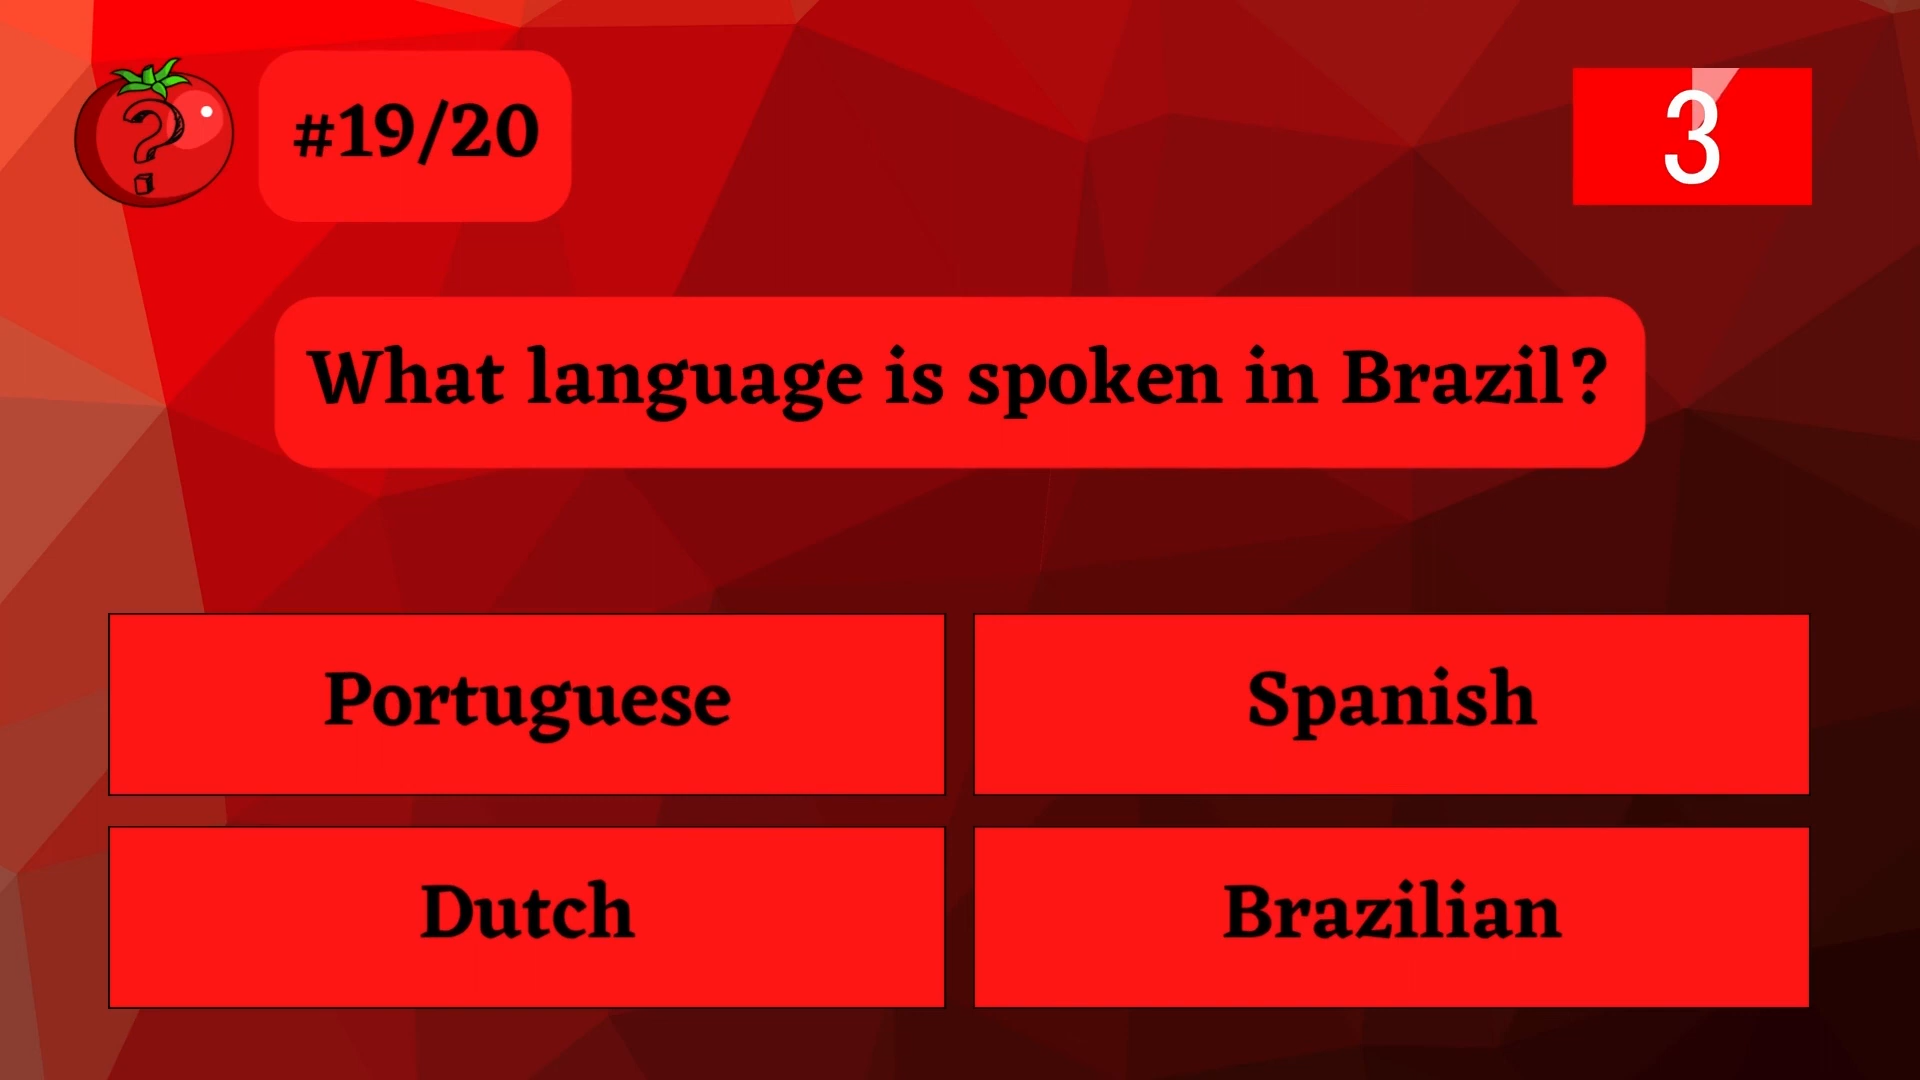 ?
#19/20
3
What language is spoken in Brazil?
Portuguese
Spanish
Dutch
Brazilian